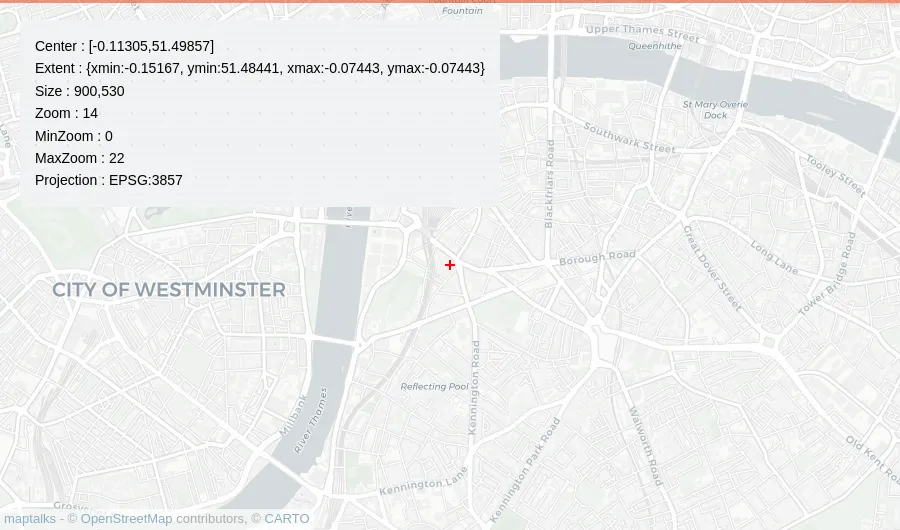 Fountain
Upper Thames Street
Queenhithe
Center : [-0.11305,51.49857]
Extent : {xmin:-0.15167, ymin:51.48441, xmax:-0.07443, ymax:-0.07443}
Size : 900,530
Zoom : 14
MinZoom : 0
MaxZoom : 22
Projection : EPSG:3857
St Mary Overie
Dock
Southwark Street
Tooley Street
Lane
Blackfriars Road
Borough Road
Great Dover Street
Long Lane
Tower Bridge Road
CITY OF WESTMINSTER
Reflecting Pool
Kennington Road
Millbank
River Thames
Walworth Road
Old Kent Roa
Kennington Lane
Kennington Park Road
maptalks - © OpenStreetMap contributors, © CARTO